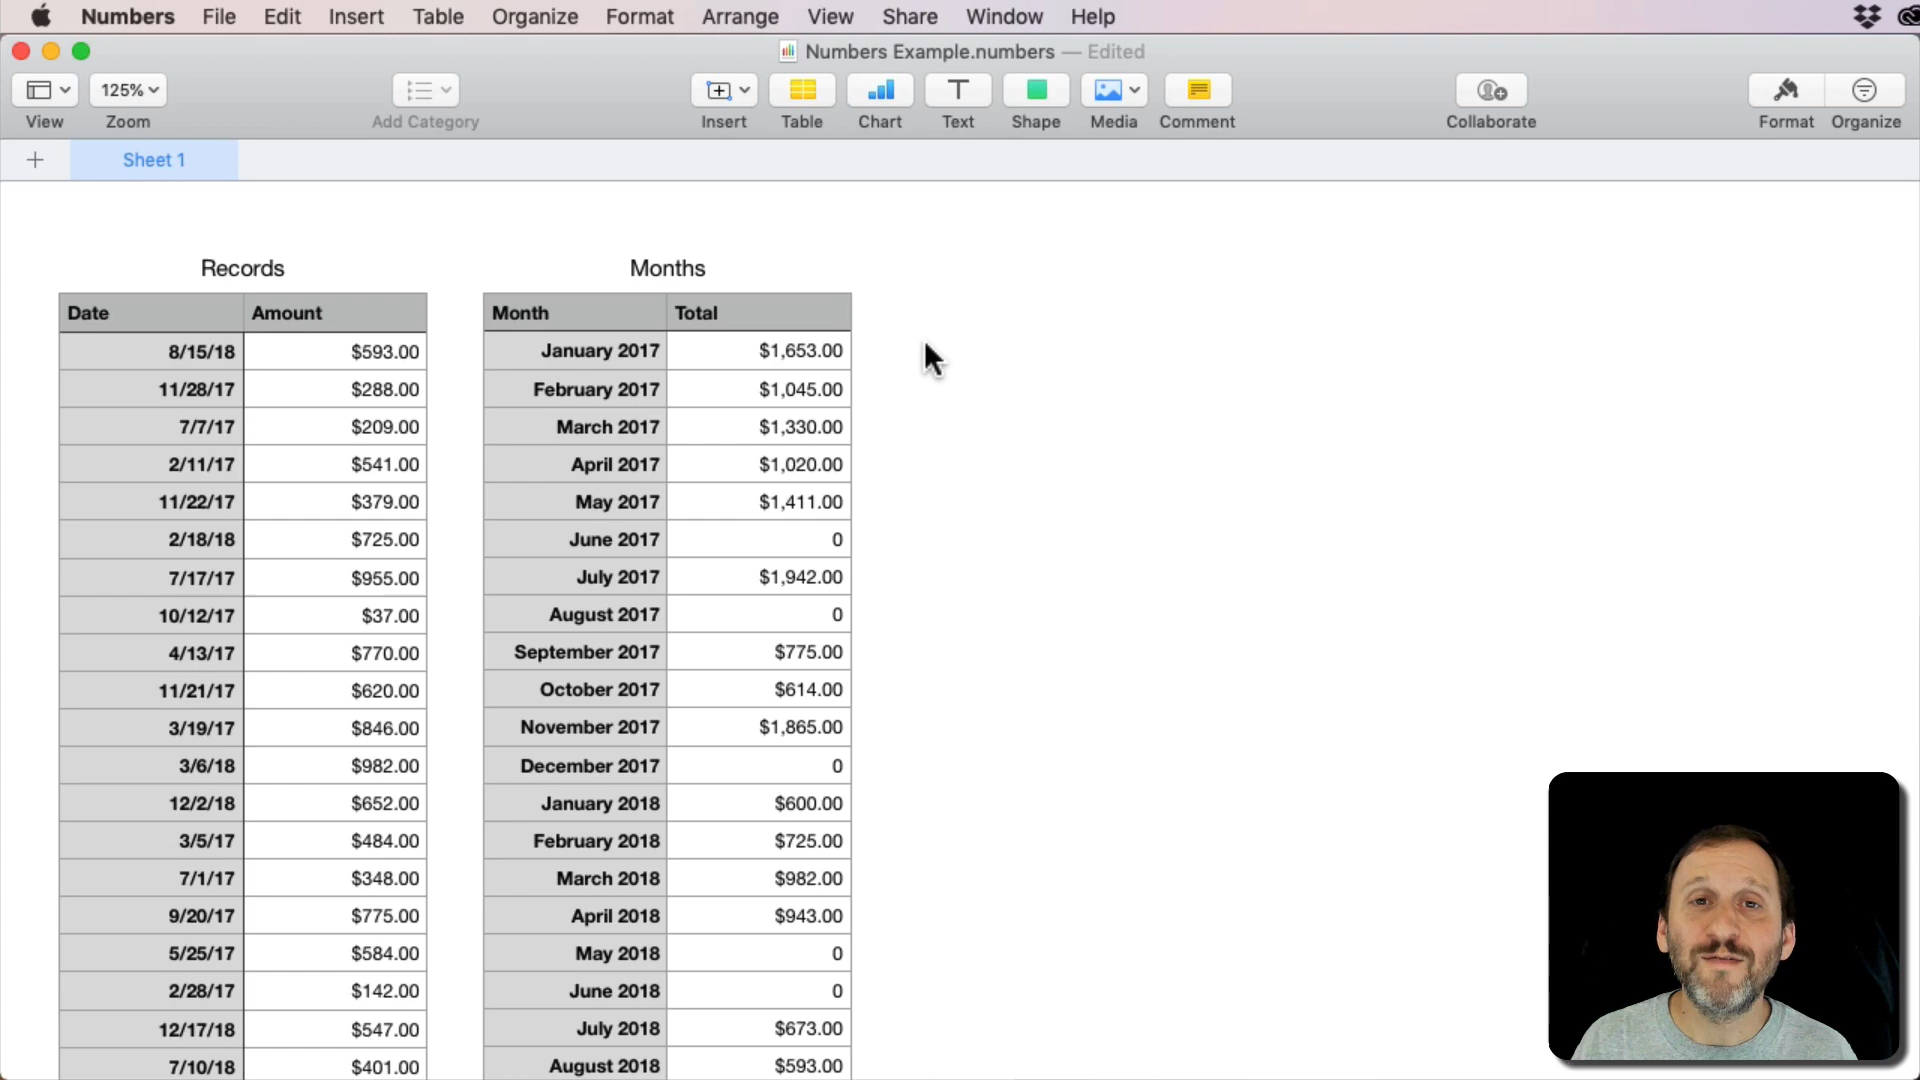 Numbers File Edit Insert Table Organize Format Arrange View Share Window Help
Numbers Example.numbers — Edited
125%
View Zoom Add Category Insert Table Chart Text Shape Media Comment Collaborate Format Organize
Sheet 1
Records
Date Amount
8/15/18 $593.00
11/28/17 $288.00
7/7/17 $209.00
2/11/17 $541.00
11/22/17 $379.00
2/18/18 $725.00
7/17/17 $955.00
10/12/17 $37.00
4/13/17 $770.00
11/21/17 $620.00
3/19/17 $846.00
3/6/18 $982.00
12/2/18 $652.00
3/5/17 $484.00
7/1/17 $348.00
9/20/17 $775.00
5/25/17 $584.00
2/28/17 $142.00
12/17/18 $547.00
7/10/18 $401.00
Months
Month Total
January 2017 $1,653.00
February 2017 $1,045.00
March 2017 $1,330.00
April 2017 $1,020.00
May 2017 $1,411.00
June 2017 0
July 2017 $1,942.00
August 2017 0
September 2017 $775.00
October 2017 $614.00
November 2017 $1,865.00
December 2017 0
January 2018 $600.00
February 2018 $725.00
March 2018 $982.00
April 2018 $943.00
May 2018 0
June 2018 0
July 2018 $673.00
August 2018 $593.00